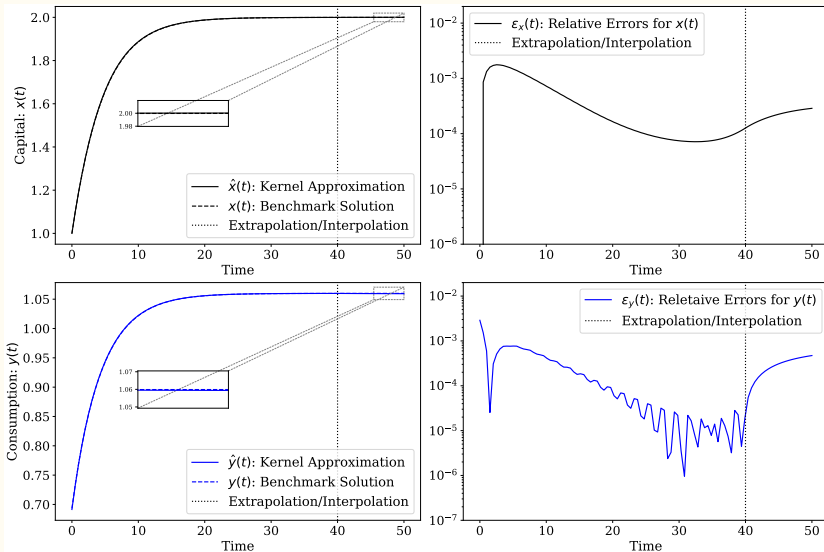 Capital: x(t)
2.0
1.8
1.6
1.4
1.2
1.0
2.00
1.98
x̂(t): Kernel Approximation
x(t): Benchmark Solution
Extrapolation/Interpolation
0 10 20 30 40 50
Time
10⁻²
10⁻³
10⁻⁴
10⁻⁵
10⁻⁶
εₓ(t): Relative Errors for x(t)
Extrapolation/Interpolation
0 10 20 30 40 50
Time
Consumption: y(t)
1.05
1.00
0.95
0.90
0.85
0.80
0.75
0.70
1.07
1.06
1.05
ŷ(t): Kernel Approximation
y(t): Benchmark Solution
Extrapolation/Interpolation
0 10 20 30 40 50
Time
10⁻²
10⁻³
10⁻⁴
10⁻⁵
10⁻⁶
10⁻⁷
ε_y(t): Reletaive Errors for y(t)
Extrapolation/Interpolation
0 10 20 30 40 50
Time